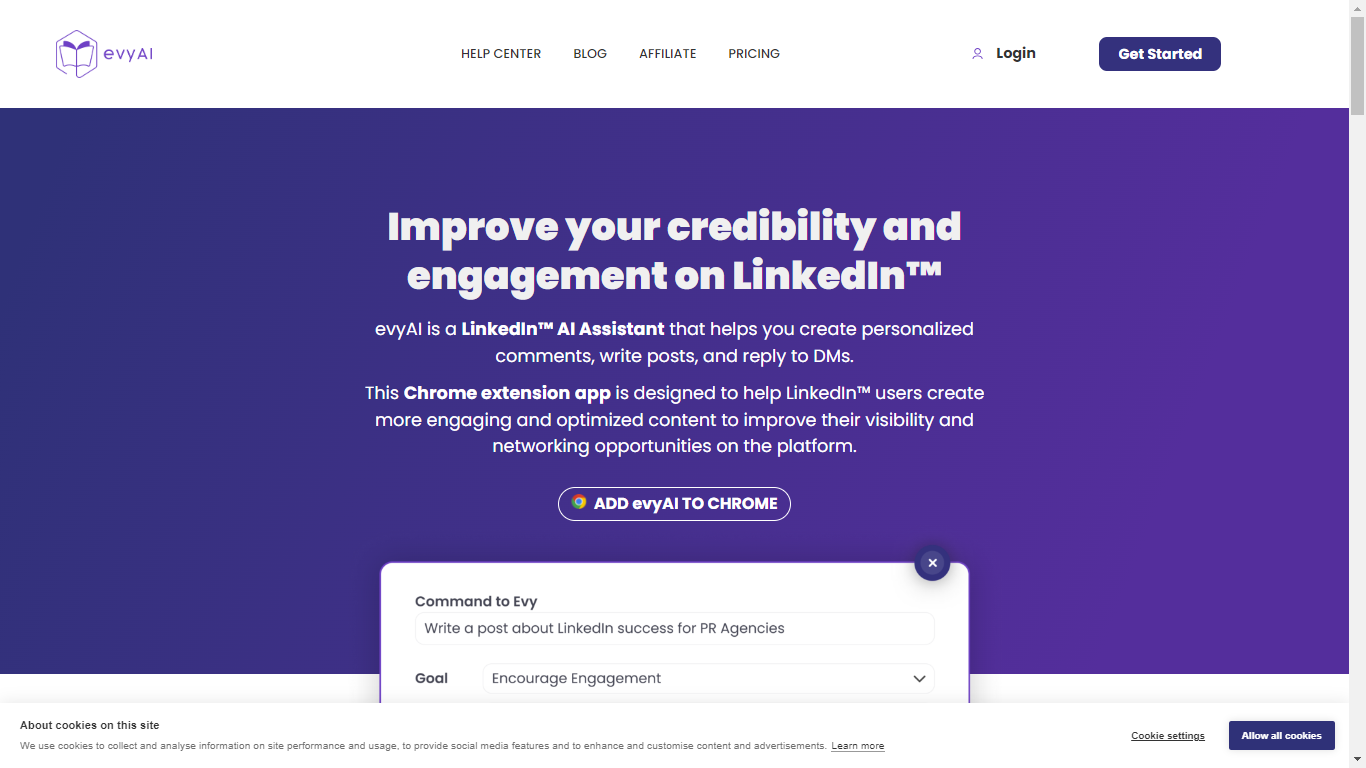 evyAI
HELP CENTER
BLOG
AFFILIATE
PRICING
Login
Get Started
Improve your credibility and
engagement on LinkedIn™
evyAI is a LinkedIn™ AI Assistant that helps you create personalized
comments, write posts, and reply to DMs.
This Chrome extension app is designed to help LinkedIn™ users create
more engaging and optimized content to improve their visibility and
networking opportunities on the platform.
ADD evyAI TO CHROME
Command to Evy
Write a post about LinkedIn success for PR Agencies
Goal
Encourage Engagement
About cookies on this site
We use cookies to collect and analyse information on site performance and usage, to provide social media features and to enhance and customise content and advertisements. Learn more
Cookie settings
Allow all cookies